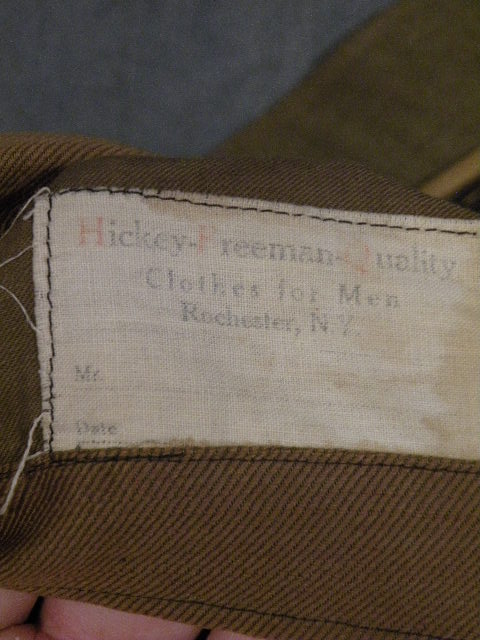 Hickey-Freeman-Quality
Clothes for Men
Rochester, N.Y.
Mr.
Date